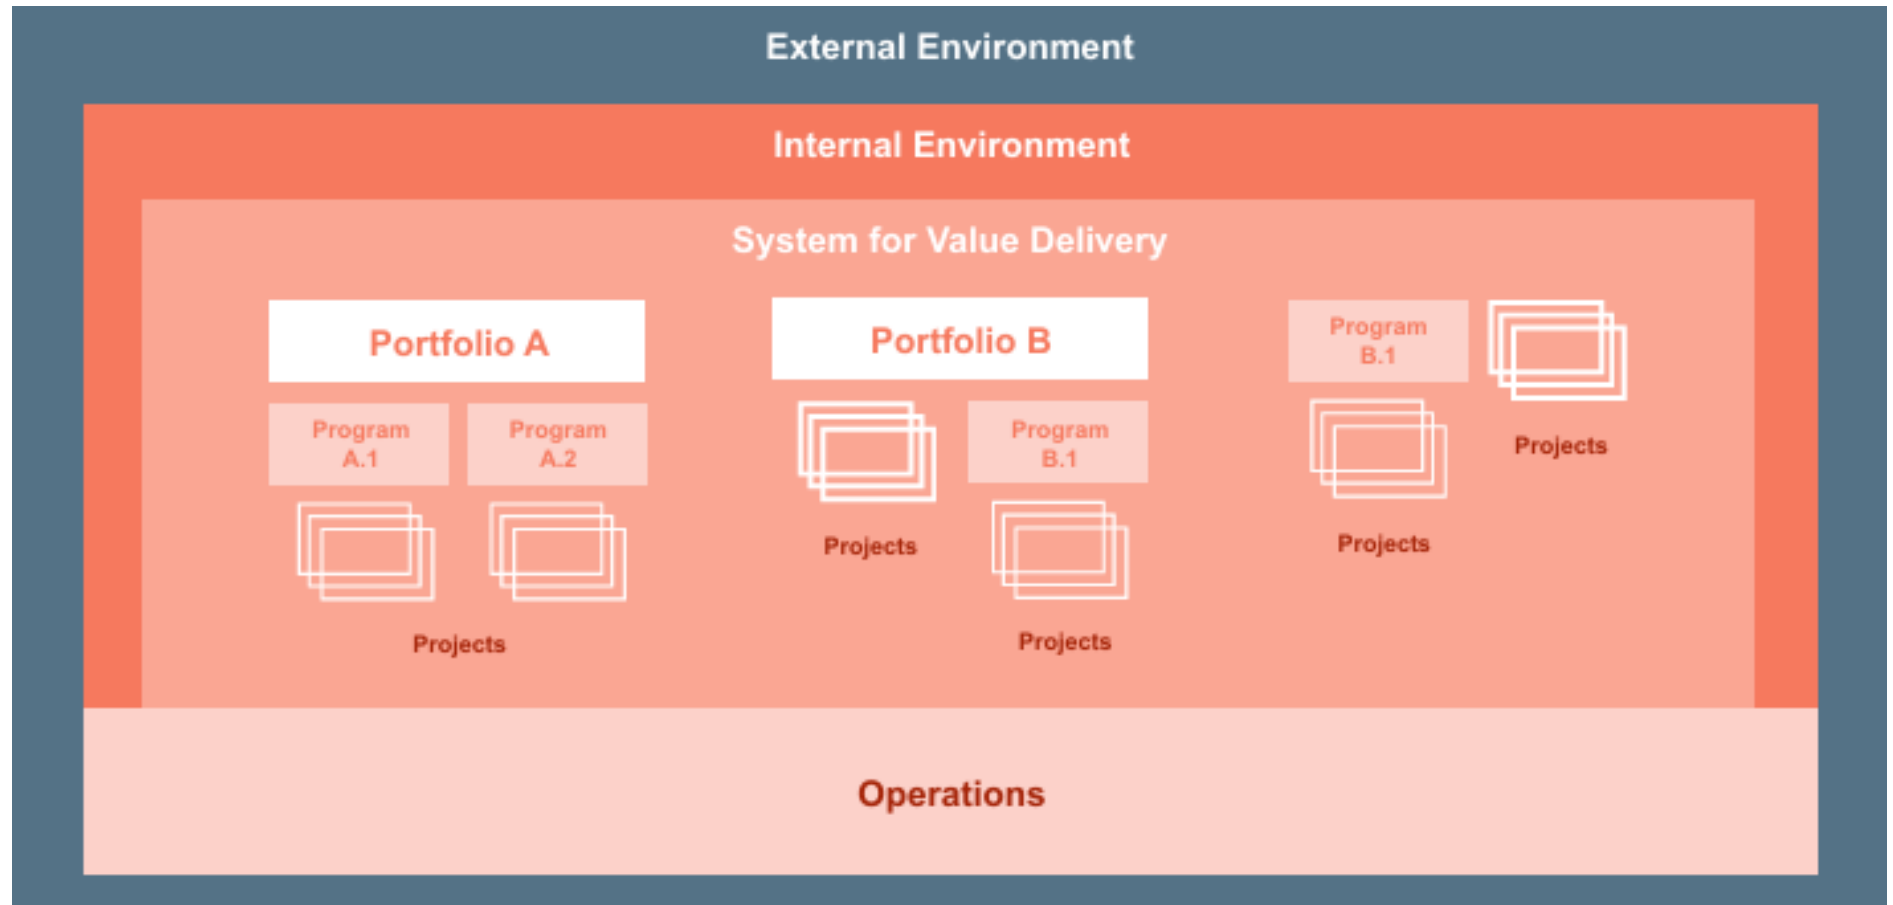 External Environment
Internal Environment
System for Value Delivery
Portfolio A
Program
A.1
Program
A.2
Projects
Portfolio B
Projects
Program
B.1
Projects
Program
B.1
Projects
Projects
Operations